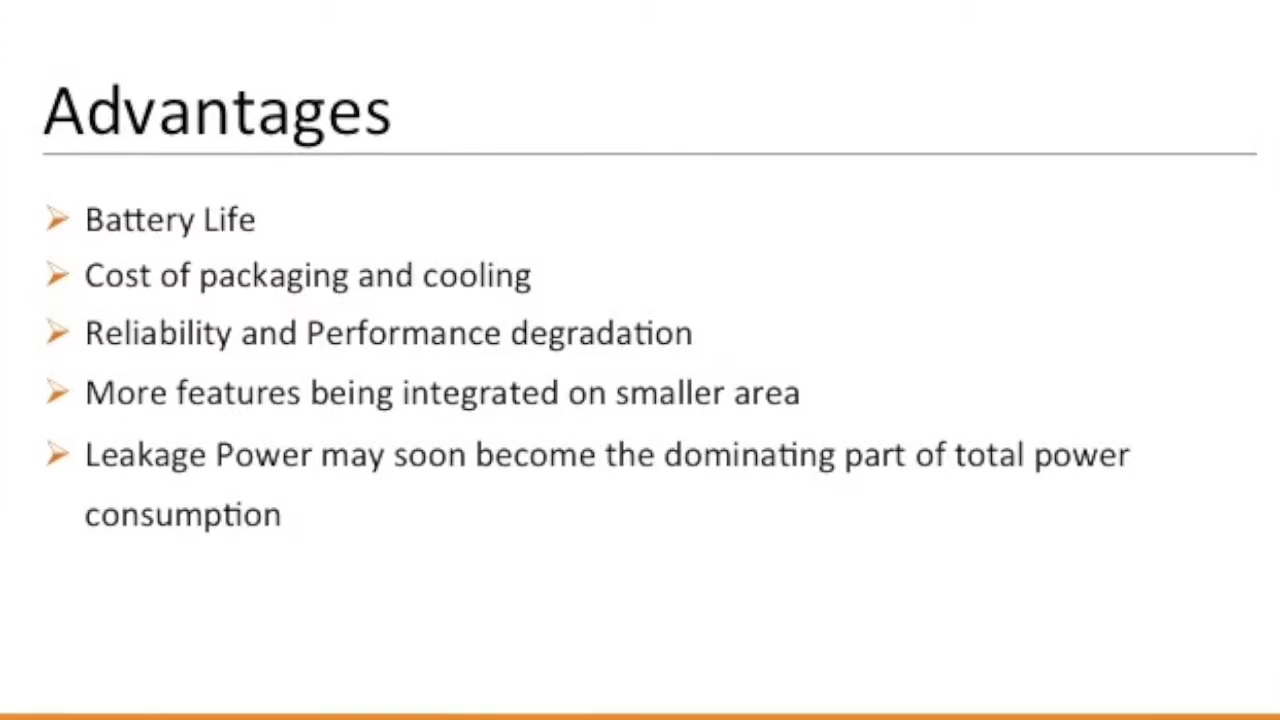 Advantages
Battery Life
Cost of packaging and cooling
Reliability and Performance degradation
More features being integrated on smaller area
Leakage Power may soon become the dominating part of total power
consumption